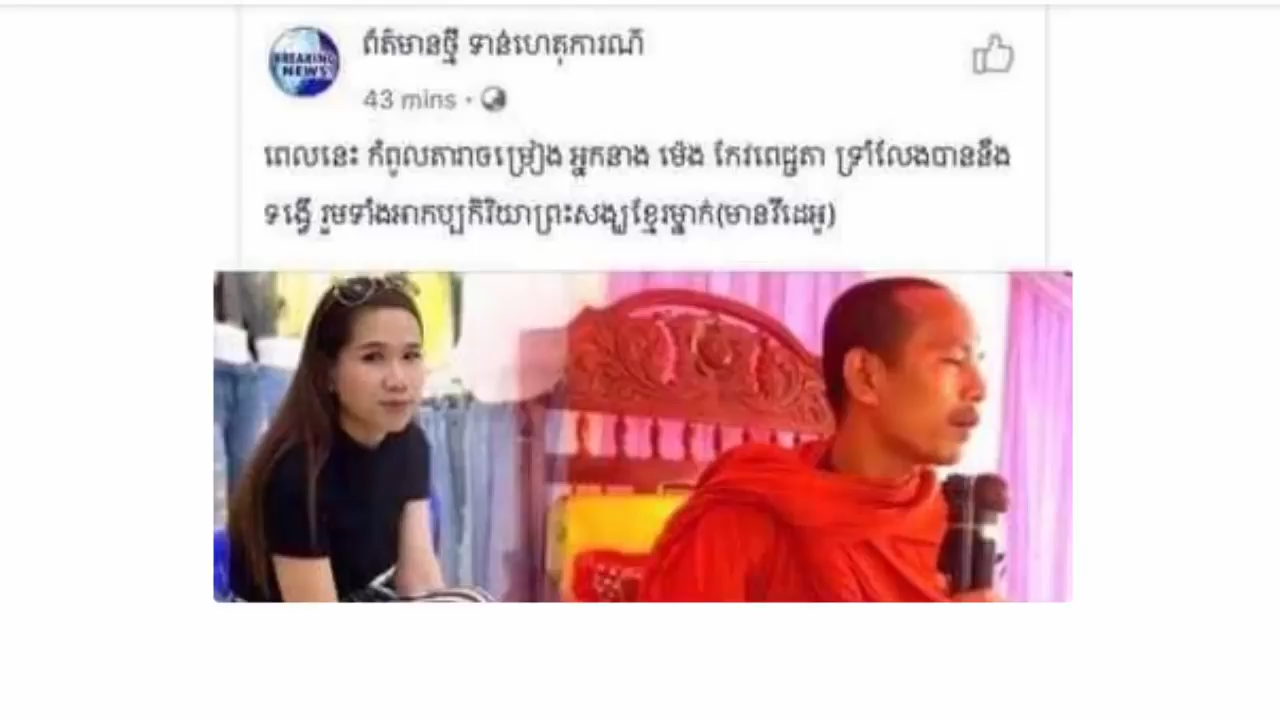 ព័ត៌មានថ្មី ទាន់ហេតុការណ៍
BREAKING
NEWS
43 mins ·
ពេលនេះ កំពូលតារាចម្រៀង អ្នកនាង ម៉េង កែវពេជ្ជតា ទ្រាំលែងបាននឹង
ទង្វើ រួមទាំងអាកប្បកិរិយាព្រះសង្ឃខ្មែរម្នាក់(មានវីដេអូ)